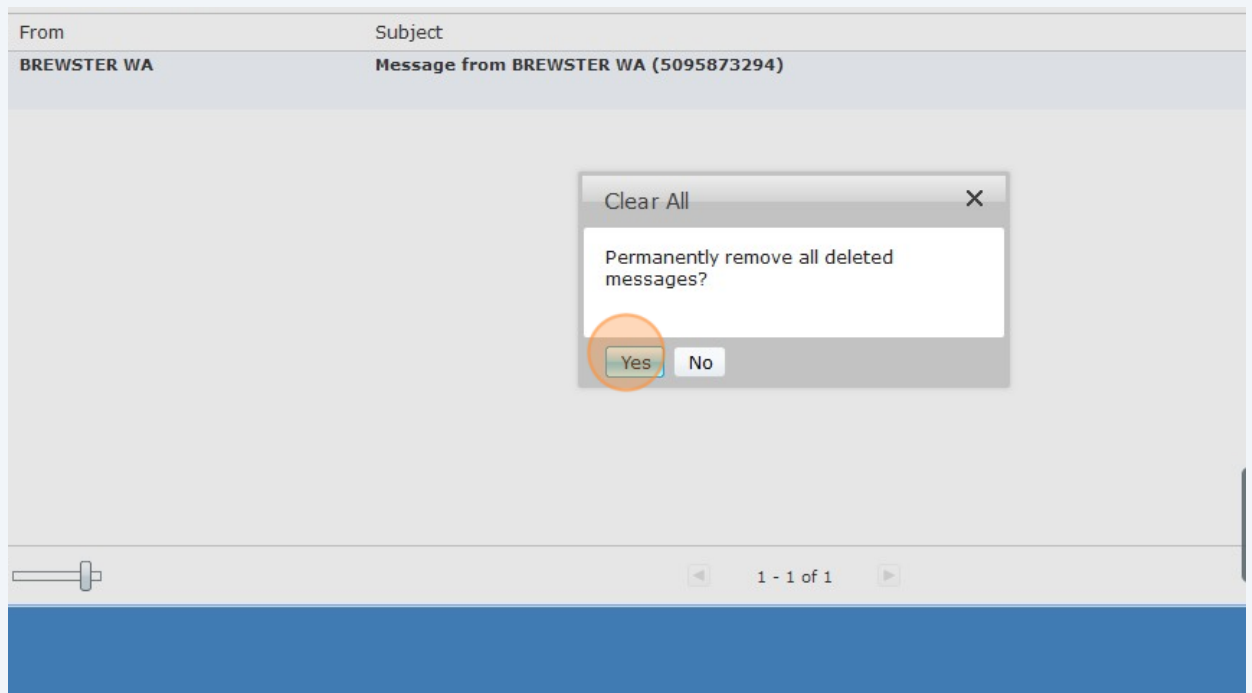 From Subject
BREWSTER WA Message from BREWSTER WA (5095873294)
Clear All
Permanently remove all deleted
messages?
Yes No
1 - 1 of 1